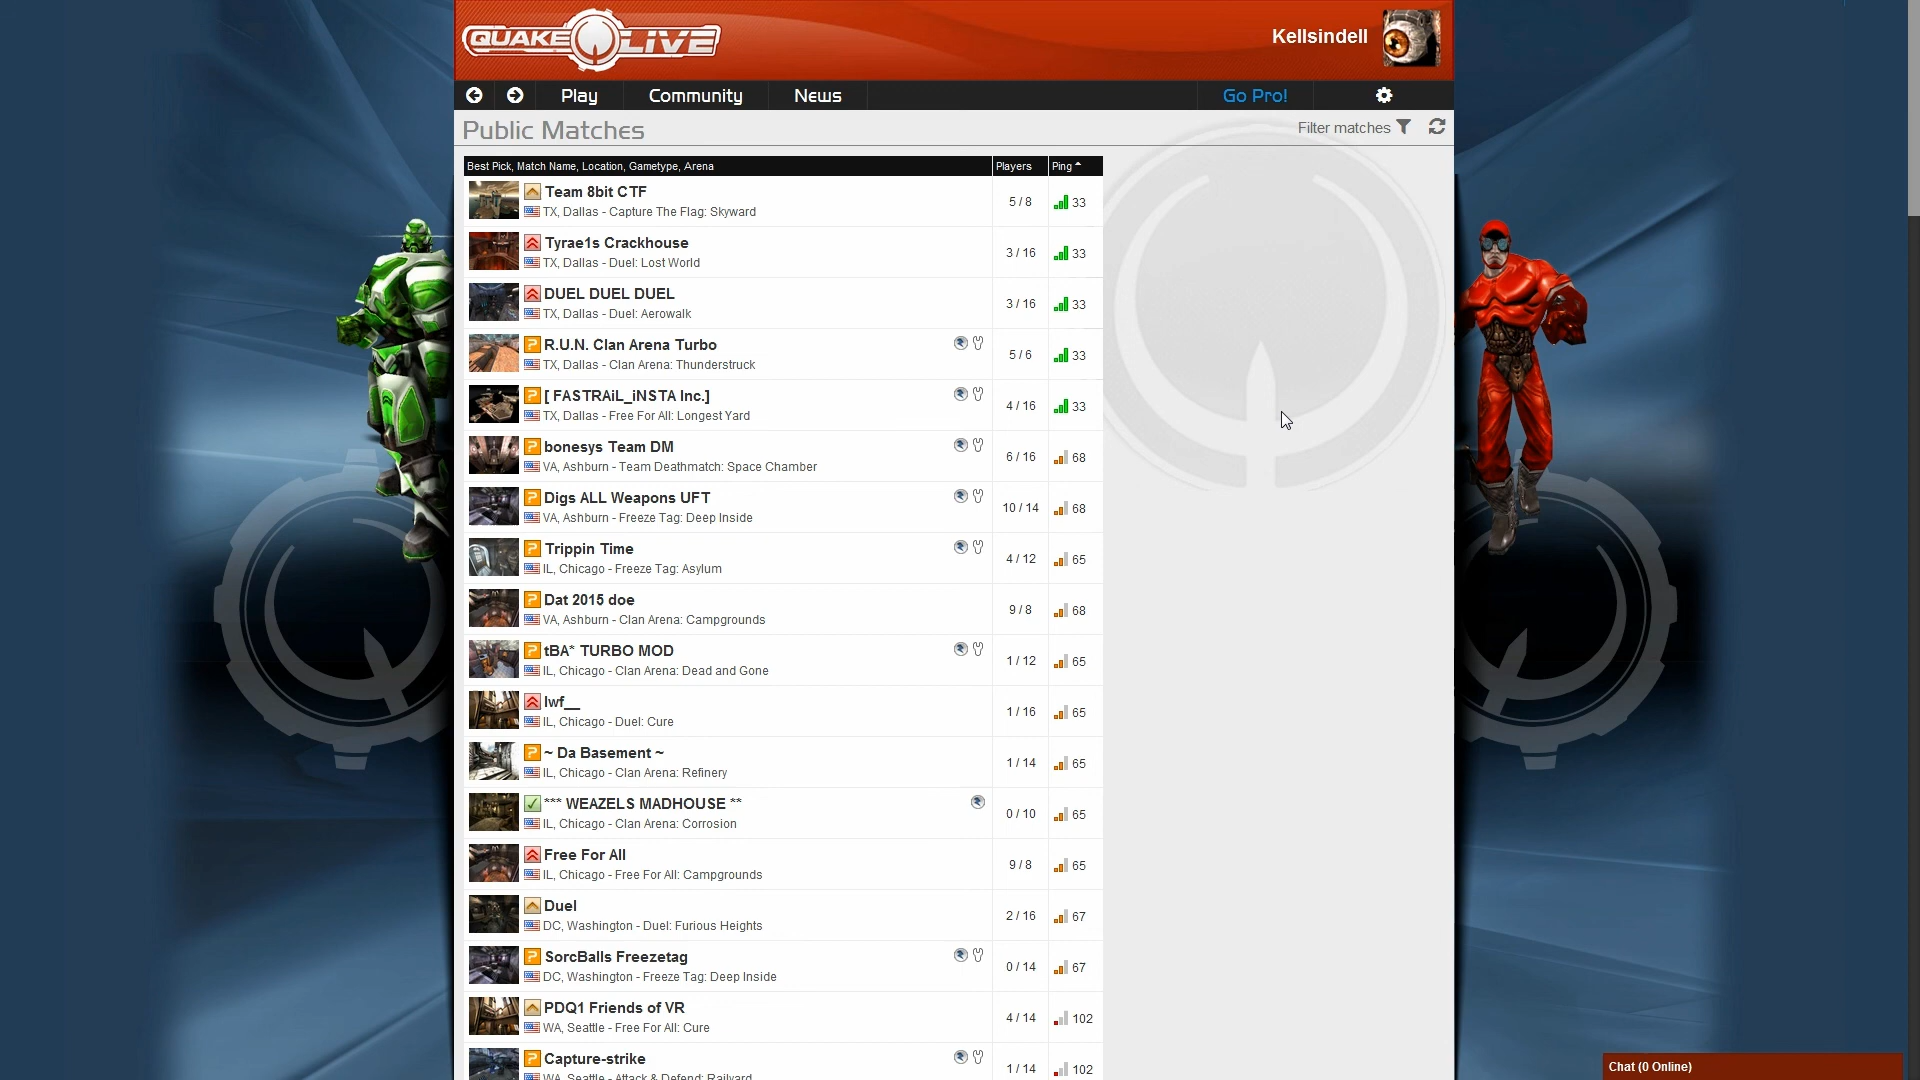 QUAKE LIVE
Kellsindell
Play Community News Go Pro!
Public Matches Filter matches
Best Pick, Match Name, Location, Gametype, Arena Players Ping
Team 8bit CTF
TX, Dallas - Capture The Flag: Skyward 5 / 8 33
Tyrae1s Crackhouse
TX, Dallas - Duel: Lost World 3 / 16 33
DUEL DUEL DUEL
TX, Dallas - Duel: Aerowalk 3 / 16 33
R.U.N. Clan Arena Turbo
TX, Dallas - Clan Arena: Thunderstruck 5 / 6 33
[ FASTRAiL_iNSTA Inc.]
TX, Dallas - Free For All: Longest Yard 4 / 16 33
bonesys Team DM
VA, Ashburn - Team Deathmatch: Space Chamber 6 / 16 68
Digs ALL Weapons UFT
VA, Ashburn - Freeze Tag: Deep Inside 10 / 14 68
Trippin Time
IL, Chicago - Freeze Tag: Asylum 4 / 12 65
Dat 2015 doe
VA, Ashburn - Clan Arena: Campgrounds 9 / 8 68
tBA* TURBO MOD
IL, Chicago - Clan Arena: Dead and Gone 1 / 12 65
lwf__
IL, Chicago - Duel: Cure 1 / 16 65
~ Da Basement ~
IL, Chicago - Clan Arena: Refinery 1 / 14 65
*** WEAZELS MADHOUSE **
IL, Chicago - Clan Arena: Corrosion 0 / 10 65
Free For All
IL, Chicago - Free For All: Campgrounds 9 / 8 65
Duel
DC, Washington - Duel: Furious Heights 2 / 16 67
SorcBalls Freezetag
DC, Washington - Freeze Tag: Deep Inside 0 / 14 67
PDQ1 Friends of VR
WA, Seattle - Free For All: Cure 4 / 14 102
Capture-strike
WA, Seattle - Attack & Defend: Railyard 1 / 14 102
Chat (0 Online)